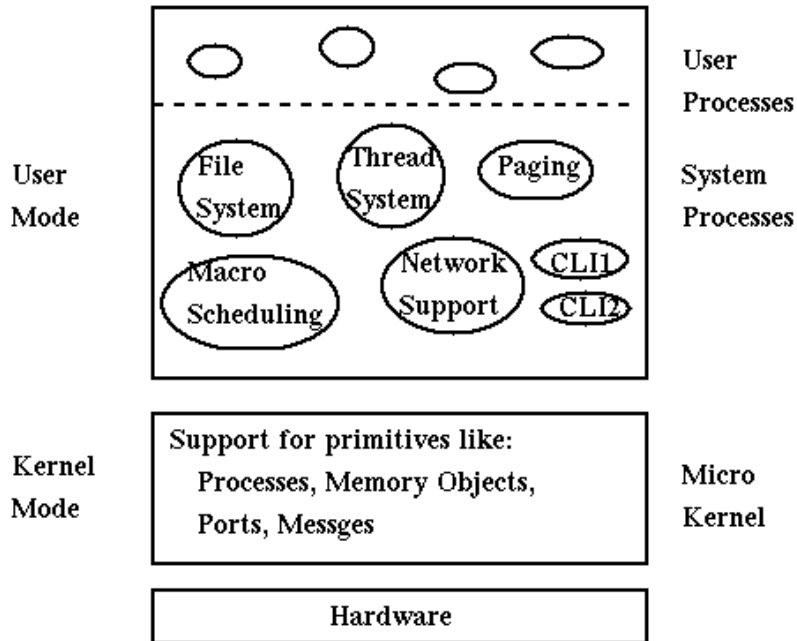 User
Processes
User
Mode
File
System
Thread
System
Paging
System
Processes
Macro
Scheduling
Network
Support
CLI1
CLI2
Kernel
Mode
Support for primitives like:
Processes, Memory Objects,
Ports, Messges
Micro
Kernel
Hardware